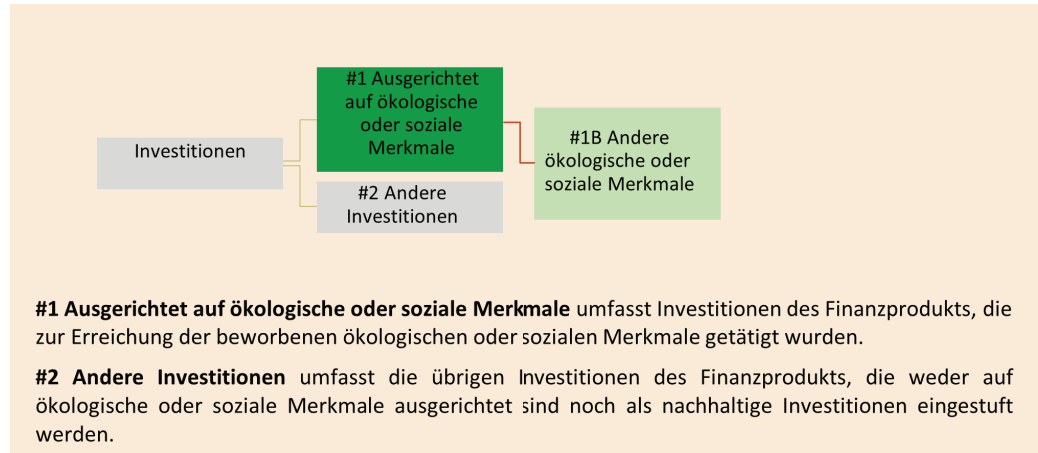 #1 Ausgerichtet
auf ökologische
oder soziale
Merkmale
Investitionen
#1B Andere
ökologische oder
soziale Merkmale
#2 Andere
Investitionen
#1 Ausgerichtet auf ökologische oder soziale Merkmale umfasst Investitionen des Finanzprodukts, die
zur Erreichung der beworbenen ökologischen oder sozialen Merkmale getätigt wurden.
#2 Andere Investitionen umfasst die übrigen Investitionen des Finanzprodukts, die weder auf
ökologische oder soziale Merkmale ausgerichtet sind noch als nachhaltige Investitionen eingestuft
werden.